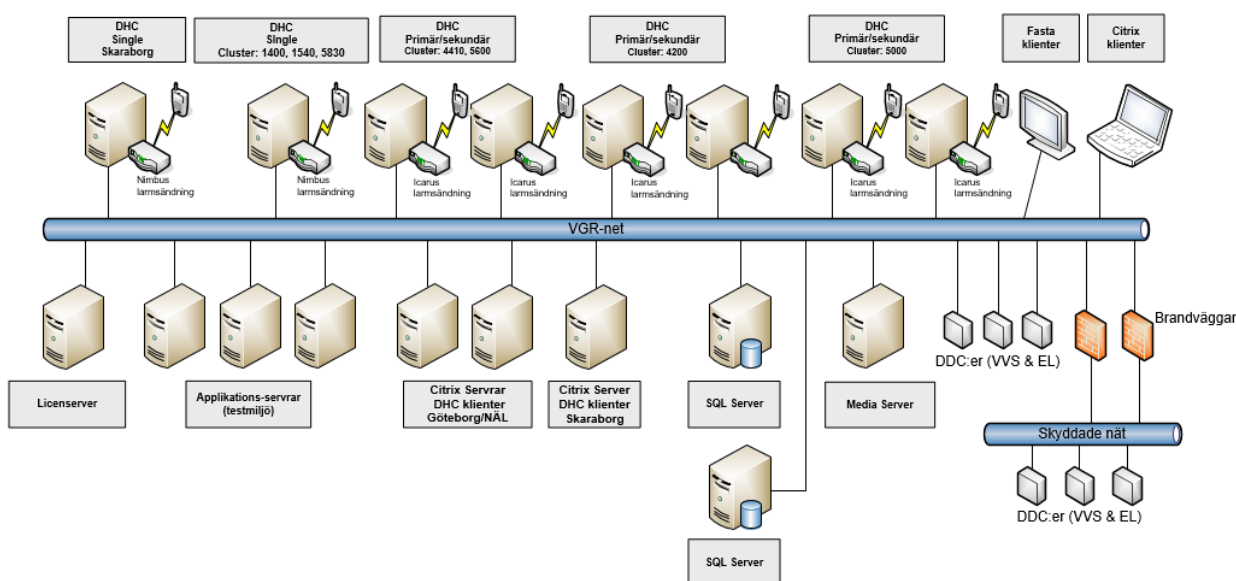 DHC
Single
Skaraborg
DHC
SIngle
Cluster: 1400, 1540, 5830
DHC
Primär/sekundär
Cluster: 4410, 5600
DHC
Primär/sekundär
Cluster: 4200
DHC
Primär/sekundär
Cluster: 5000
Fasta
klienter
Citrix
klienter
Nimbus
larmsändning
Nimbus
larmsändning
Icarus
larmsändning
Icarus
larmsändning
Icarus
larmsändning
Icarus
larmsändning
Icarus
larmsändning
VGR-net
Brandväggar
DDC:er (VVS & EL)
Licenserver
Applikations-servrar
(testmiljö)
Citrix Servrar
DHC klienter
Göteborg/NÄL
Citrix Server
DHC klienter
Skaraborg
SQL Server
Media Server
Skyddade nät
DDC:er (VVS & EL)
SQL Server